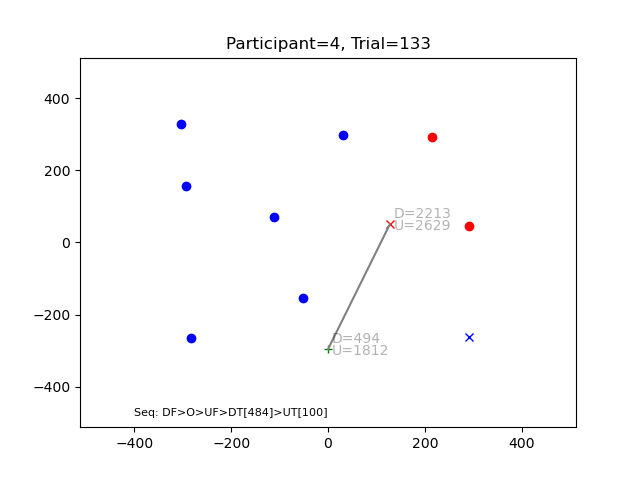 Participant=4, Trial=133
400
200
0
−200
−400
D=2213
U=2629
D=494
U=1812
Seq: DF>O>UF>DT[484]>UT[100]
−400
−200
0
200
400